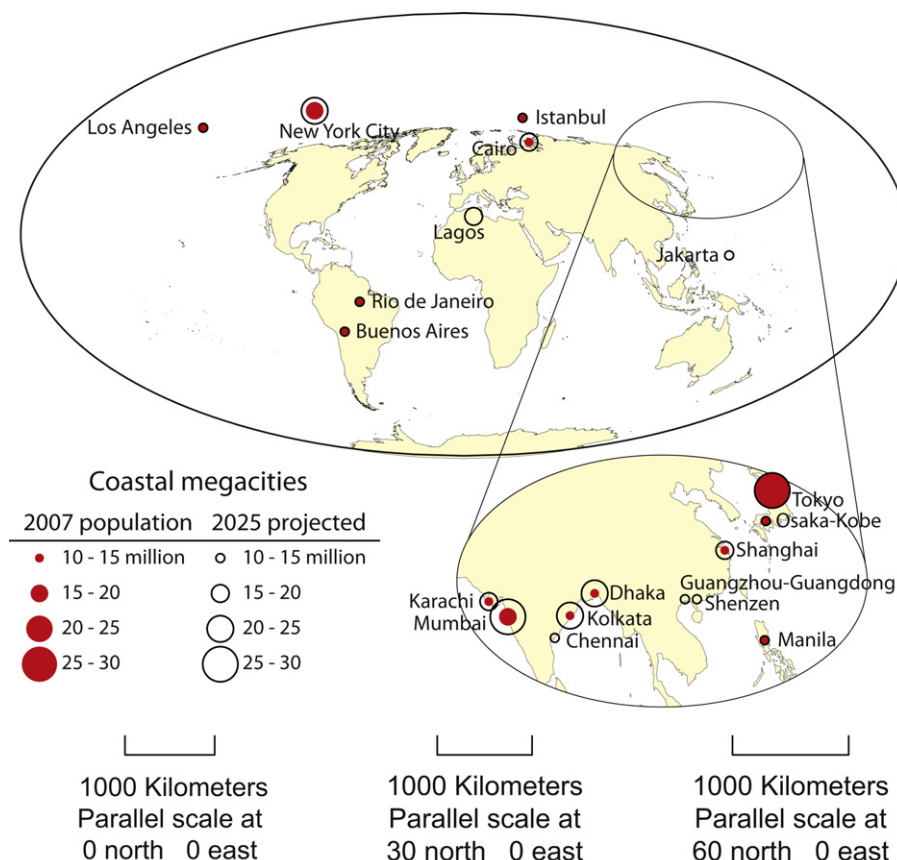 Los Angeles
New York City
Istanbul
Cairo
Lagos
Jakarta
Rio de Janeiro
Buenos Aires
Coastal megacities
2007 population 2025 projected
10 - 15 million 10 - 15 million
15 - 20 15 - 20
20 - 25 20 - 25
25 - 30 25 - 30
Tokyo
Osaka-Kobe
Shanghai
Guangzhou-Guangdong
Shenzen
Dhaka
Karachi
Mumbai
Kolkata
Chennai
Manila
1000 Kilometers
Parallel scale at
0 north 0 east
1000 Kilometers
Parallel scale at
30 north 0 east
1000 Kilometers
Parallel scale at
60 north 0 east